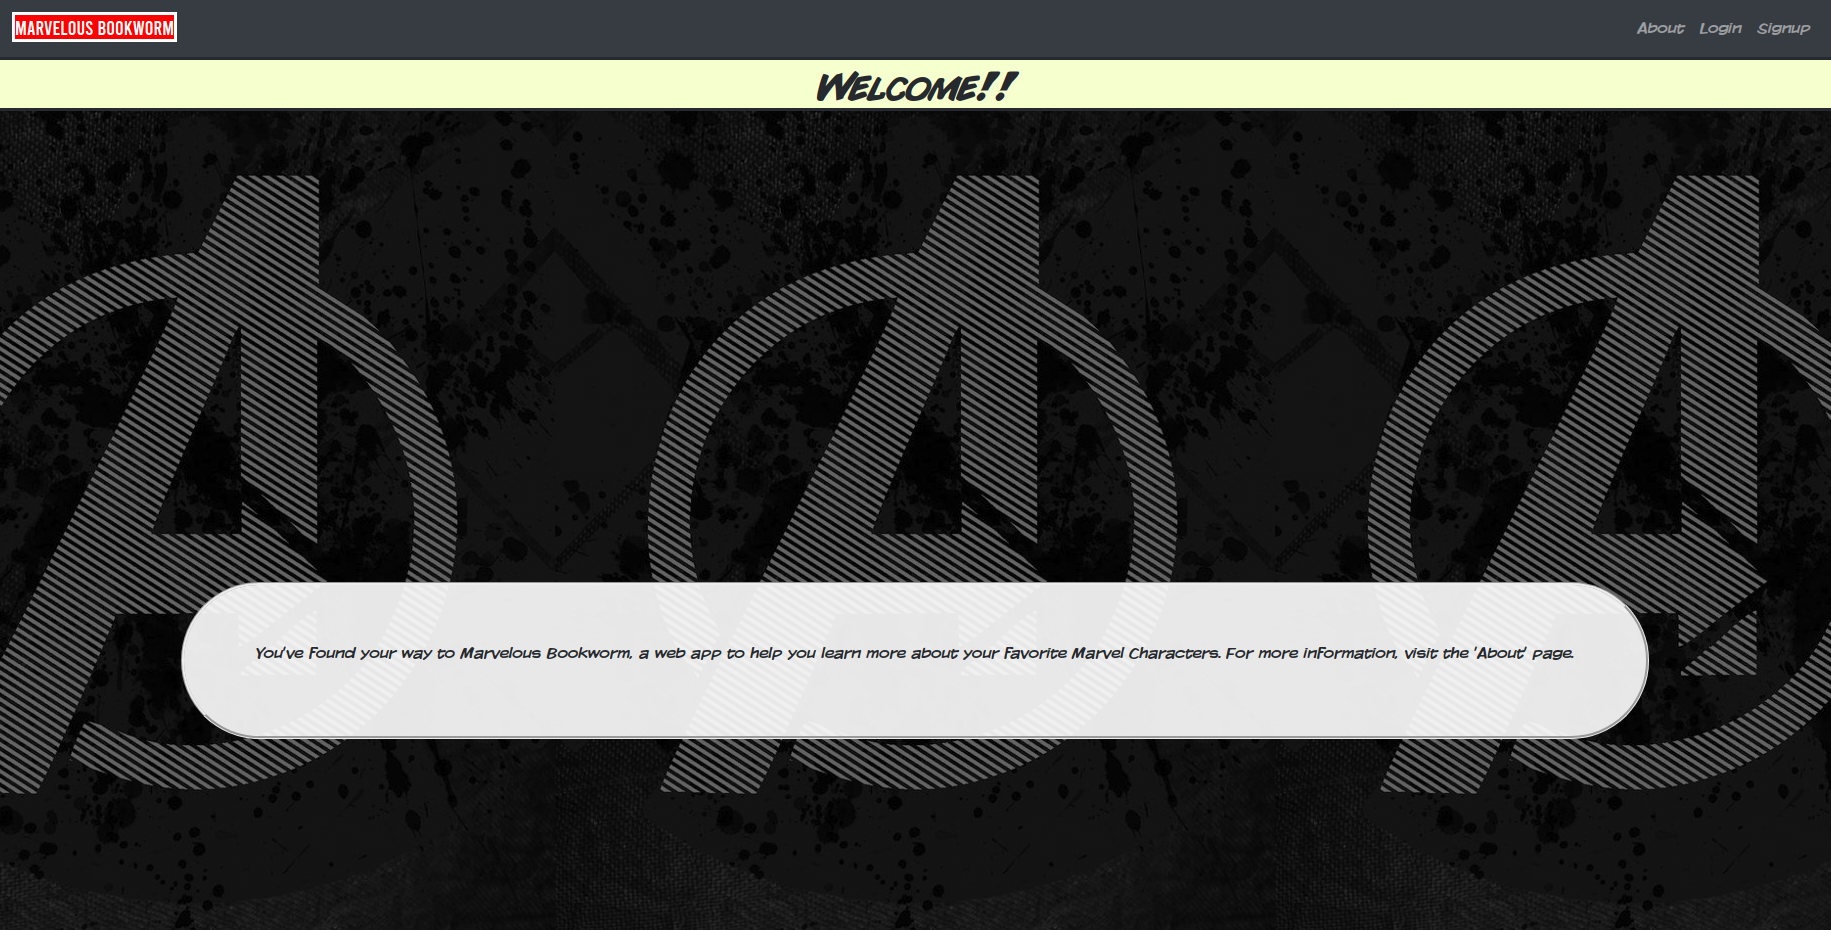 MARVELOUS BOOKWORM
About Login Signup
Welcome!!
You've found your way to Marvelous Bookworm, a web app to help you learn more about your favorite Marvel Characters. For more information, visit the 'About' page.